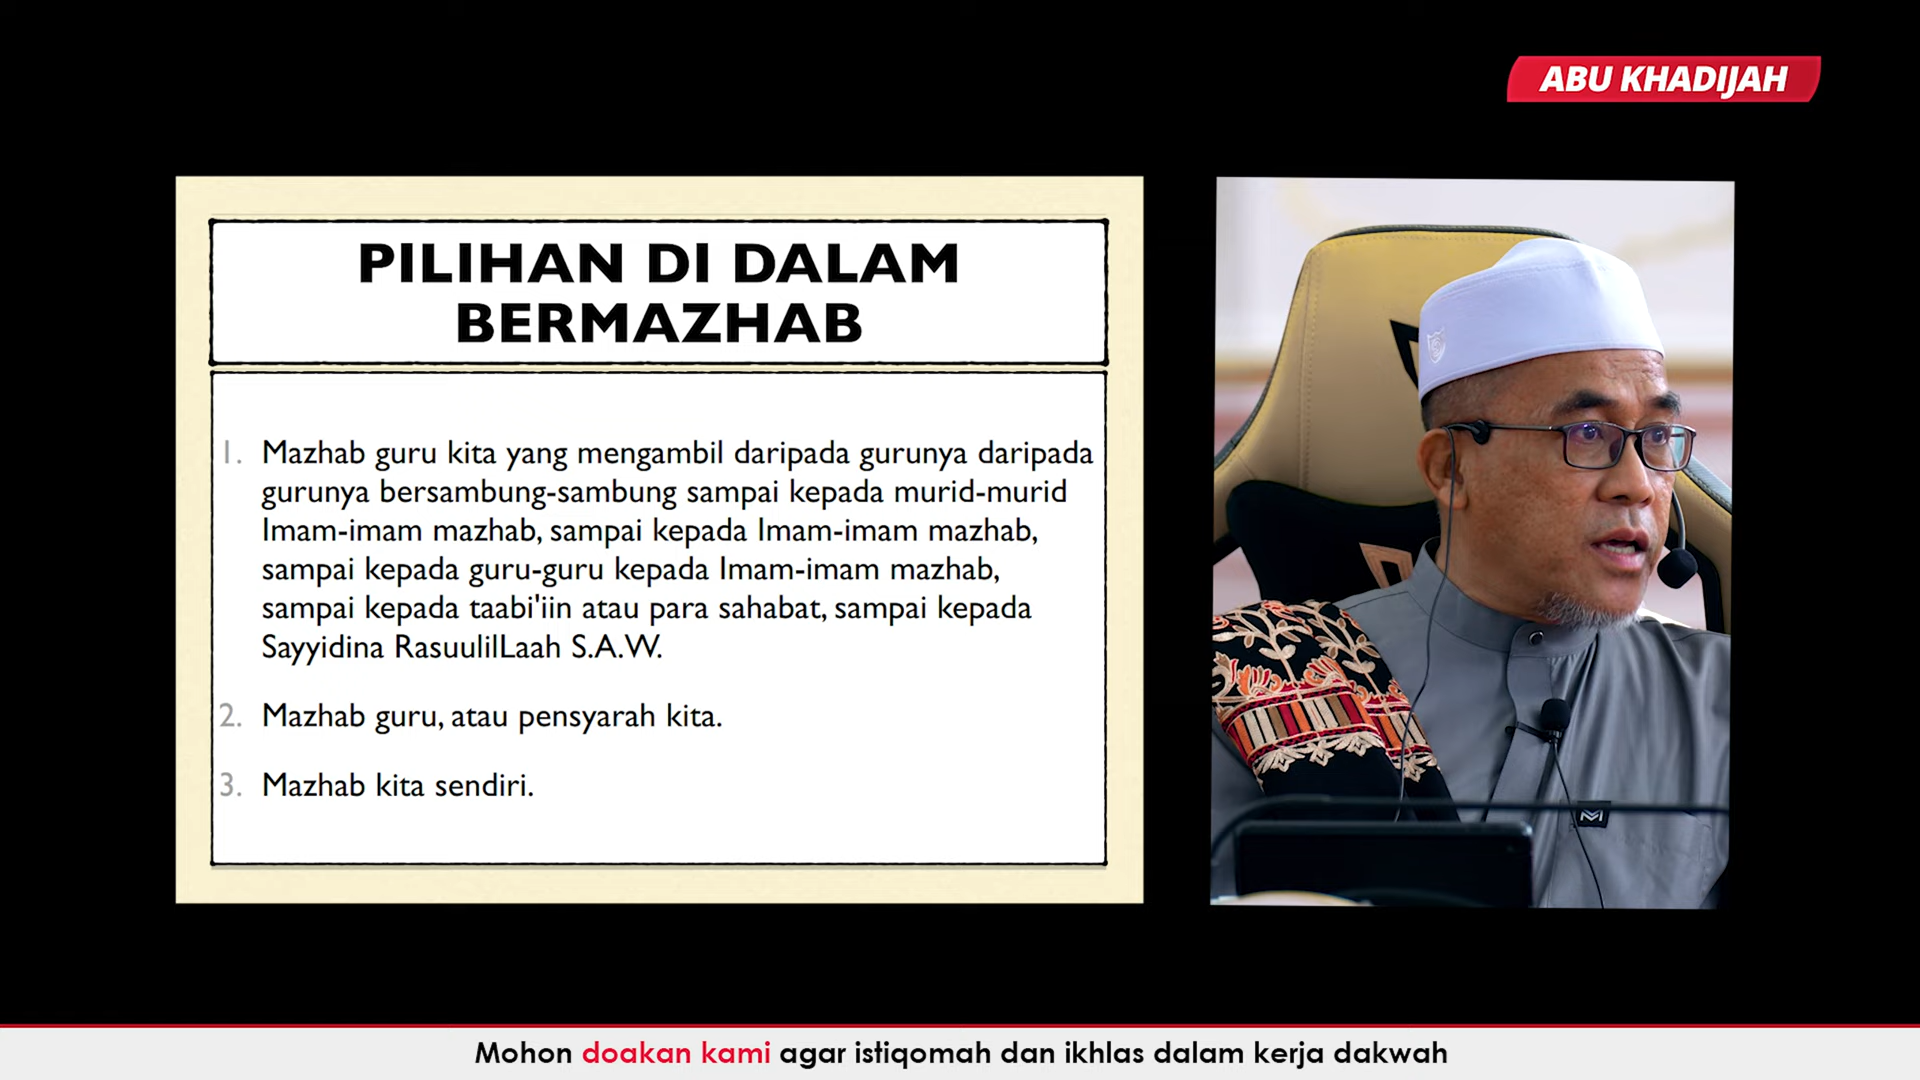 ABU KHADIJAH
PILIHAN DI DALAM
BERMAZHAB
1. Mazhab guru kita yang mengambil daripada gurunya daripada
gurunya bersambung-sambung sampai kepada murid-murid
Imam-imam mazhab, sampai kepada Imam-imam mazhab,
sampai kepada guru-guru kepada Imam-imam mazhab,
sampai kepada taabi'iin atau para sahabat, sampai kepada
Sayyidina RasuulilLaah S.A.W.
2. Mazhab guru, atau pensyarah kita.
3. Mazhab kita sendiri.
Mohon doakan kami agar istiqomah dan ikhlas dalam kerja dakwah